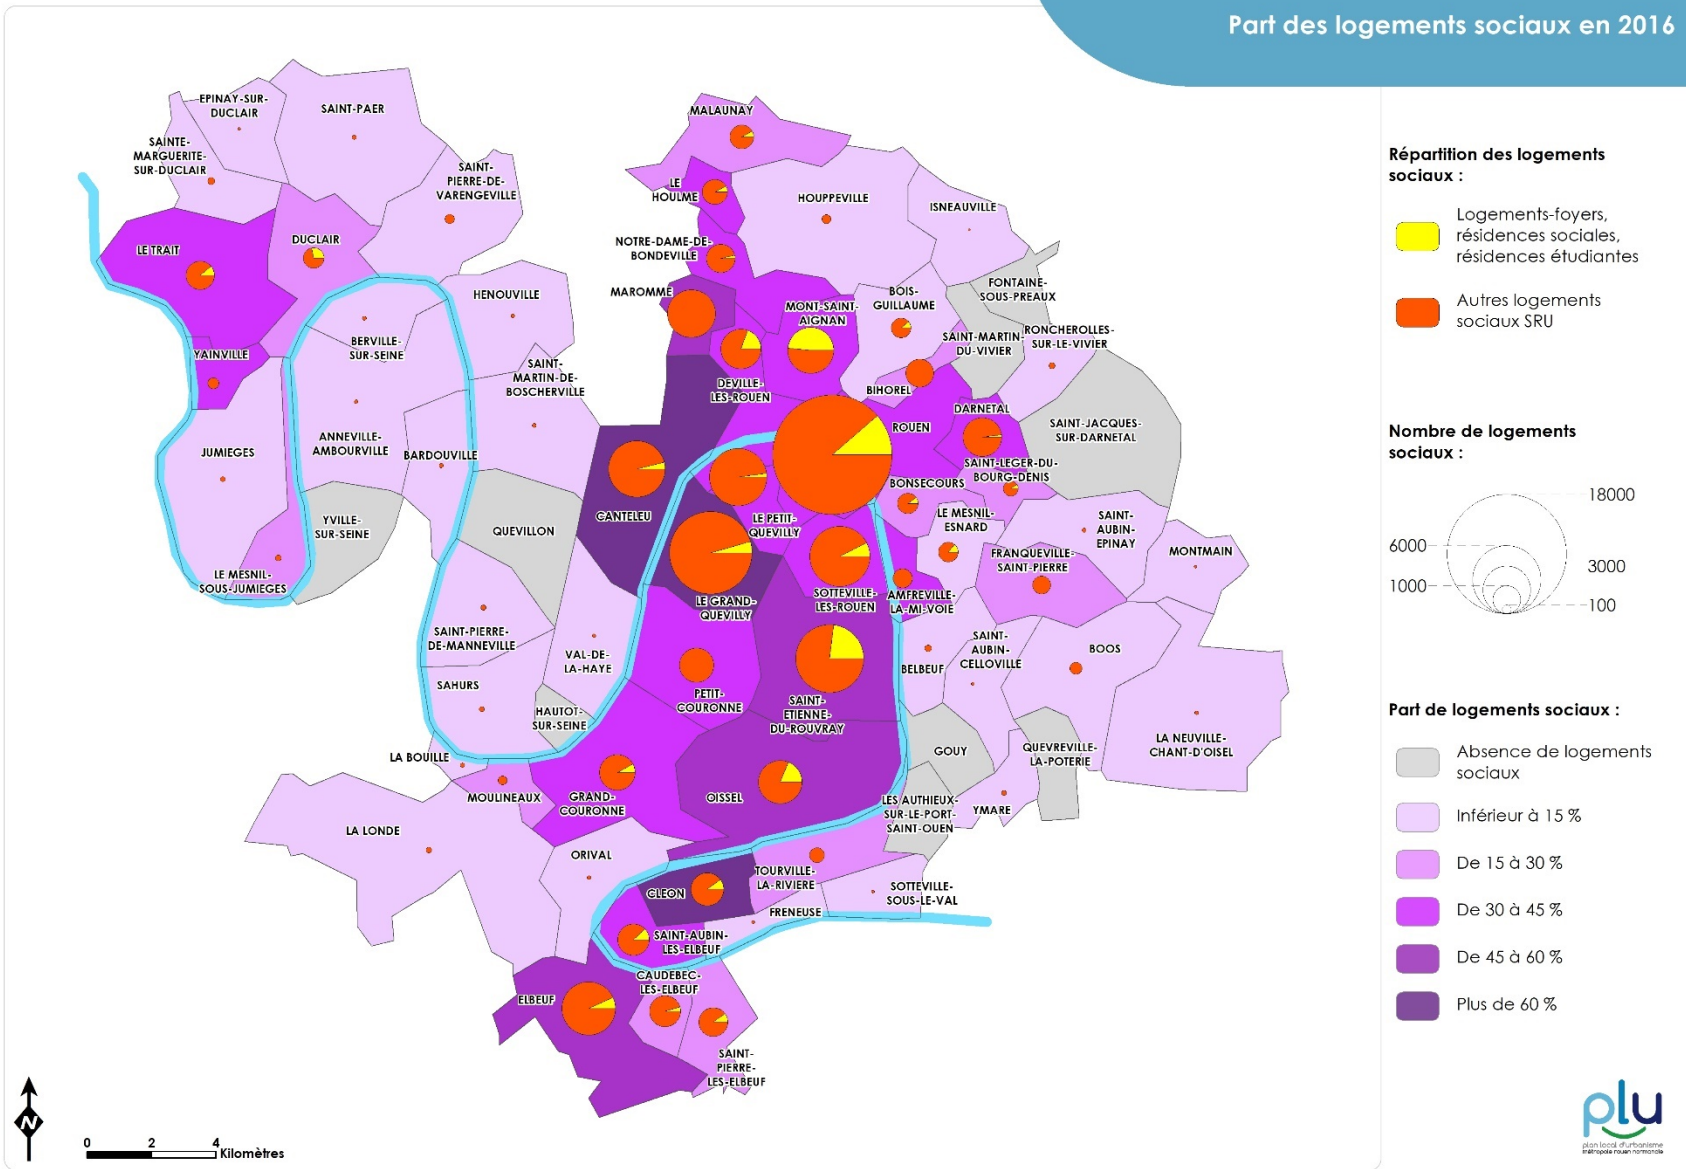 Part des logements sociaux en 2016
EPINAY-SUR-
DUCLAIR
SAINT-PAER
SAINTE-
MARGUERITE-
SUR-DUCLAIR
SAINT-
PIERRE-DE-
VARENGEVILLE
LE TRAIT
DUCLAIR
YAINVILLE
HENOUVILLE
BERVILLE-
SUR-SEINE
SAINT-
MARTIN-DE-
BOSCHERVILLE
JUMIEGES
ANNEVILLE-
AMBOURVILLE
BARDOUVILLE
YVILLE-
SUR-SEINE
QUEVILLON
LE MESNIL-
SOUS-JUMIEGES
SAINT-PIERRE-
DE-MANNEVILLE
VAL-DE-
LA-HAYE
SAHURS
HAUTOT-
SUR-SEINE
LA BOUILLE
MOULINEAUX
LA LONDE
ORIVAL
MALAUNAY
LE
HOULME
HOUPPEVILLE
ISNEAUVILLE
NOTRE-DAME-DE-
BONDEVILLE
MAROMME
MONT-SAINT-
AIGNAN
BOIS-
GUILLAUME
FONTAINE-
SOUS-PREAUX
SAINT-MARTIN-
DU-VIVIER
RONCHEROLLES-
SUR-LE-VIVIER
DEVILLE-
LES-ROUEN
BIHOREL
ROUEN
DARNETAL
SAINT-JACQUES-
SUR-DARNETAL
SAINT-LEGER-DU-
BOURG-DENIS
BONSECOURS
CANTELEU
LE PETIT-
QUEVILLY
LE MESNIL-
ESNARD
SAINT-
AUBIN-
EPINAY
FRANQUEVILLE-
SAINT-PIERRE
MONTMAIN
LE GRAND-
QUEVILLY
SOTTEVILLE-
LES-ROUEN
AMFREVILLE-
LA-MI-VOIE
PETIT-
COURONNE
SAINT-
ETIENNE-
DU-ROUVRAY
BELBEUF
SAINT-
AUBIN-
CELLOVILLE
BOOS
GRAND-
COURONNE
OISSEL
GOUY
QUEVREVILLE-
LA-POTERIE
LA NEUVILLE-
CHANT-D'OISEL
LES AUTHIEUX-
SUR-LE-PORT-
SAINT-OUEN
YMARE
CLEON
TOURVILLE-
LA-RIVIERE
SOTTEVILLE-
SOUS-LE-VAL
FRENEUSE
SAINT-AUBIN-
LES-ELBEUF
CAUDEBEC-
LES-ELBEUF
ELBEUF
SAINT-
PIERRE-
LES-ELBEUF
N
0 2 4
Kilomètres
Répartition des logements
sociaux :
Logements-foyers,
résidences sociales,
résidences étudiantes
Autres logements
sociaux SRU
Nombre de logements
sociaux :
18000
6000
3000
1000
100
Part de logements sociaux :
Absence de logements
sociaux
Inférieur à 15 %
De 15 à 30 %
De 30 à 45 %
De 45 à 60 %
Plus de 60 %
plu
plan local d'urbanisme
métropole rouen normandie